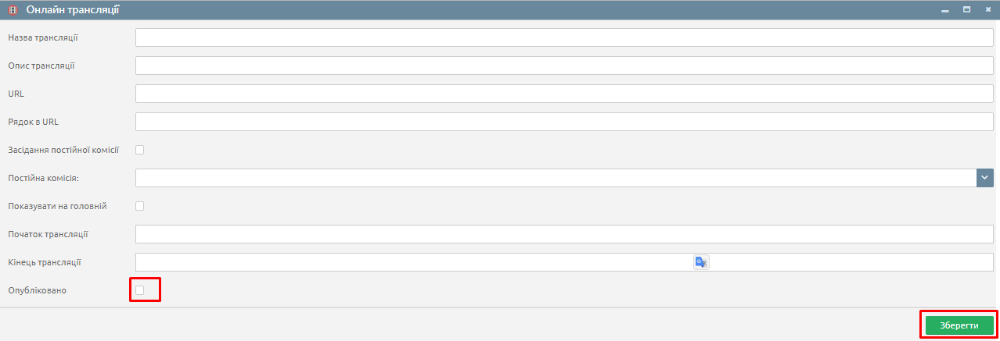 Онлайн трансляції
Назва трансляції
Опис трансляції
URL
Рядок в URL
Засідання постійної комісії
Постійна комісія:
Показувати на головній
Початок трансляції
Кінець трансляції
Опубліковано
Зберегти